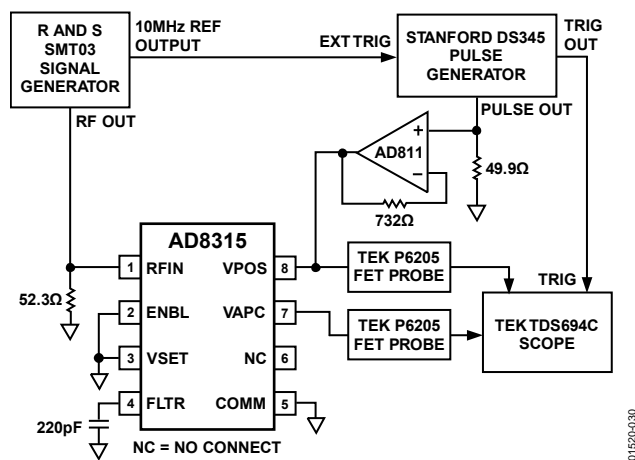 R AND S
SMT03
SIGNAL
GENERATOR
10MHz REF
OUTPUT
EXT TRIG
STANFORD DS345
PULSE
GENERATOR
TRIG
OUT
RF OUT
PULSE OUT
+
AD811
−
49.9Ω
732Ω
AD8315
1 RFIN
VPOS 8
TEK P6205
FET PROBE
TRIG
52.3Ω
2 ENBL
VAPC 7
TEK P6205
FET PROBE
TEK TDS694C
SCOPE
3 VSET
NC 6
4 FLTR
COMM 5
220pF
NC = NO CONNECT
01520-030